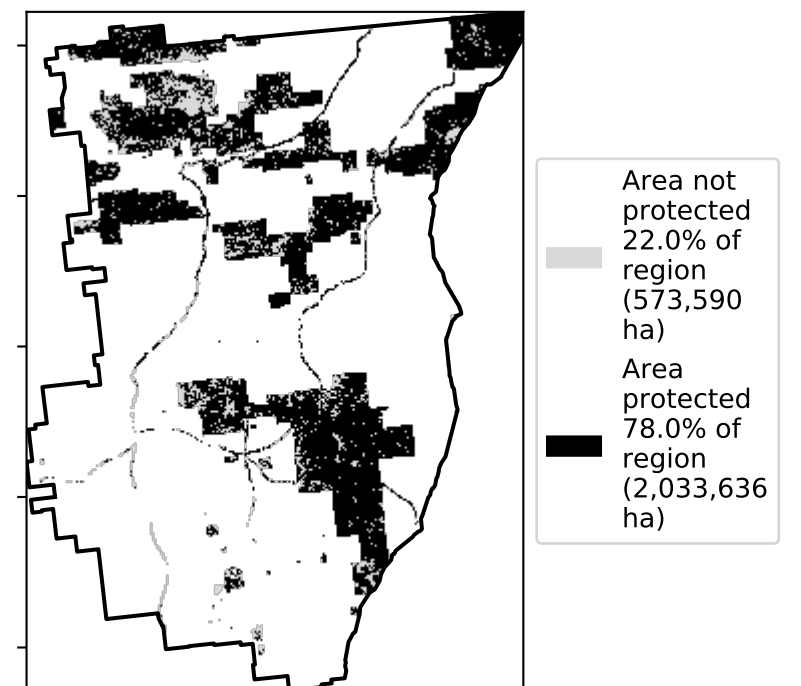 Area not
protected
22.0% of
region
(573,590
ha)
Area
protected
78.0% of
region
(2,033,636
ha)